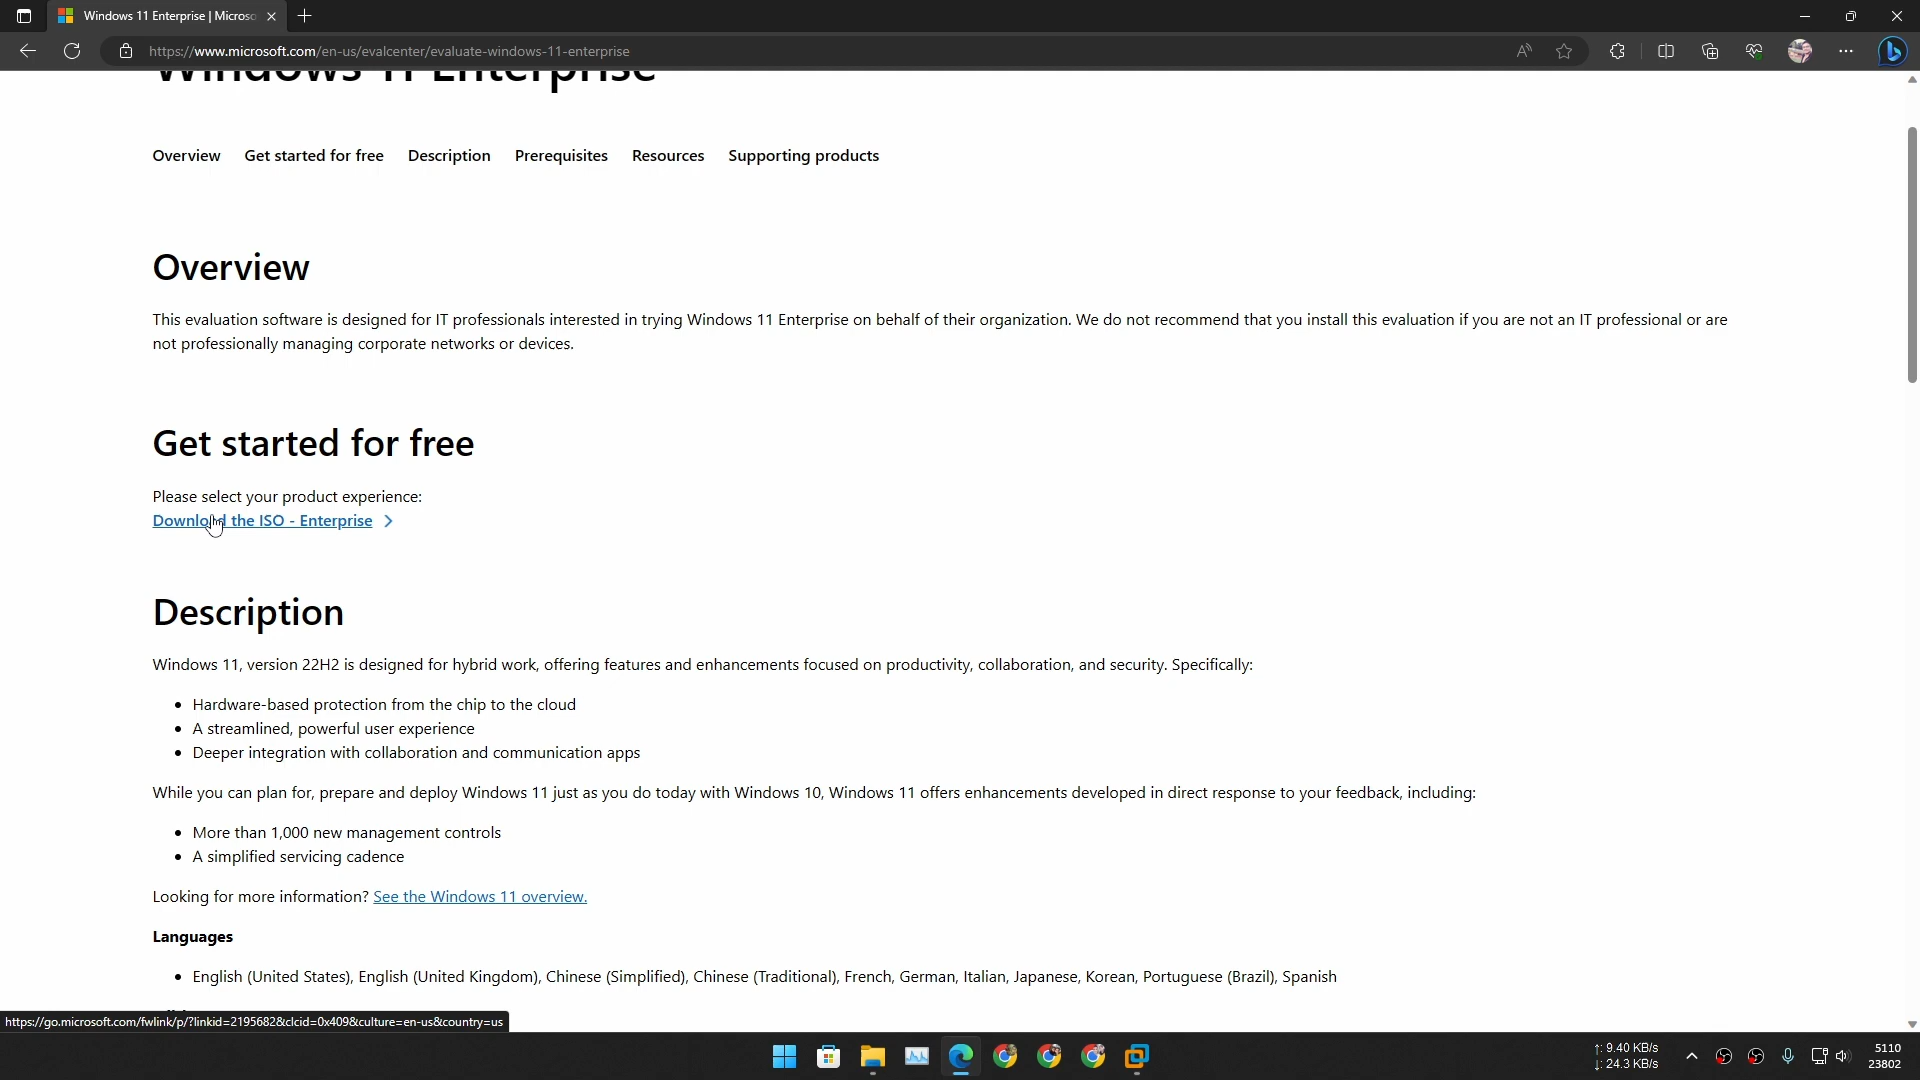 Windows 11 Enterprise | Microso
https://www.microsoft.com/en-us/evalcenter/evaluate-windows-11-enterprise
Windows 11 Enterprise
Overview Get started for free Description Prerequisites Resources Supporting products
Overview
This evaluation software is designed for IT professionals interested in trying Windows 11 Enterprise on behalf of their organization. We do not recommend that you install this evaluation if you are not an IT professional or are
not professionally managing corporate networks or devices.
Get started for free
Please select your product experience:
Download the ISO - Enterprise
Description
Windows 11, version 22H2 is designed for hybrid work, offering features and enhancements focused on productivity, collaboration, and security. Specifically:
• Hardware-based protection from the chip to the cloud
• A streamlined, powerful user experience
• Deeper integration with collaboration and communication apps
While you can plan for, prepare and deploy Windows 11 just as you do today with Windows 10, Windows 11 offers enhancements developed in direct response to your feedback, including:
• More than 1,000 new management controls
• A simplified servicing cadence
Looking for more information? See the Windows 11 overview.
Languages
• English (United States), English (United Kingdom), Chinese (Simplified), Chinese (Traditional), French, German, Italian, Japanese, Korean, Portuguese (Brazil), Spanish
https://go.microsoft.com/fwlink/p/?linkid=2195682&clcid=0x409&culture=en-us&country=us
↑: 9.40 KB/s
↓: 24.3 KB/s
5110
23802